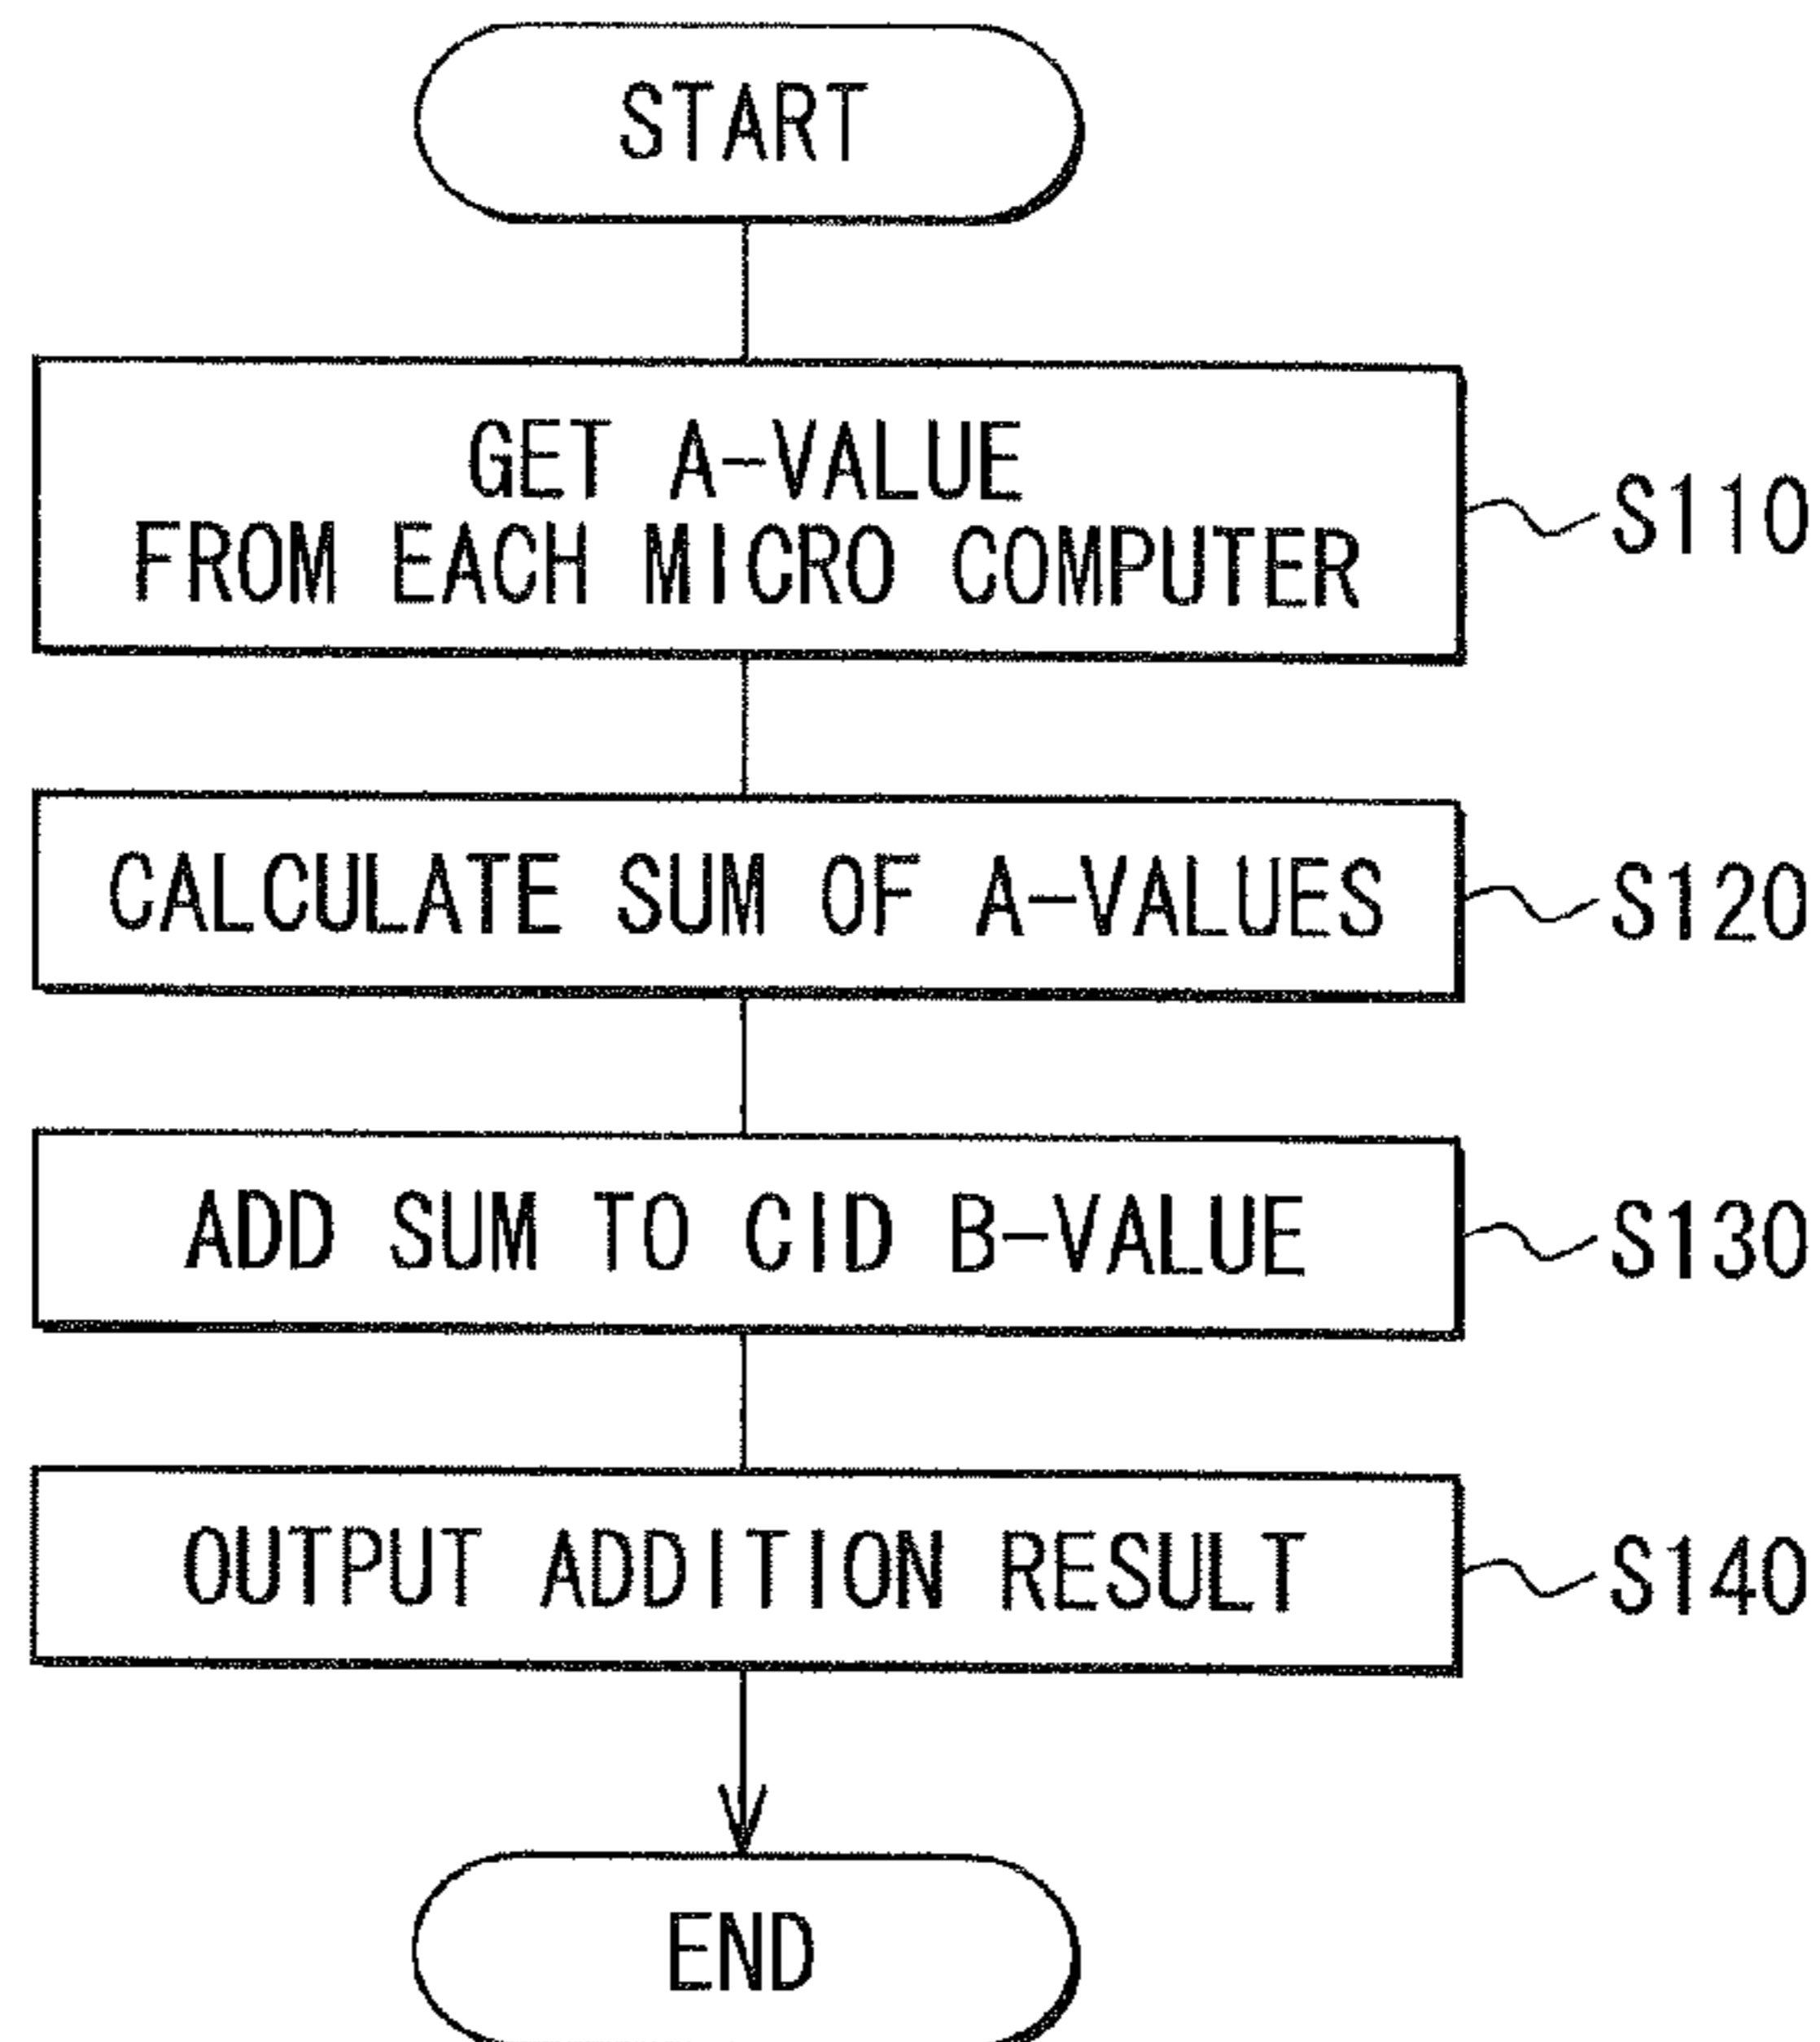 START
GET A-VALUE
FROM EACH MICRO COMPUTER
S110
CALCULATE SUM OF A-VALUES
S120
ADD SUM TO CID B-VALUE
S130
OUTPUT ADDITION RESULT
S140
END